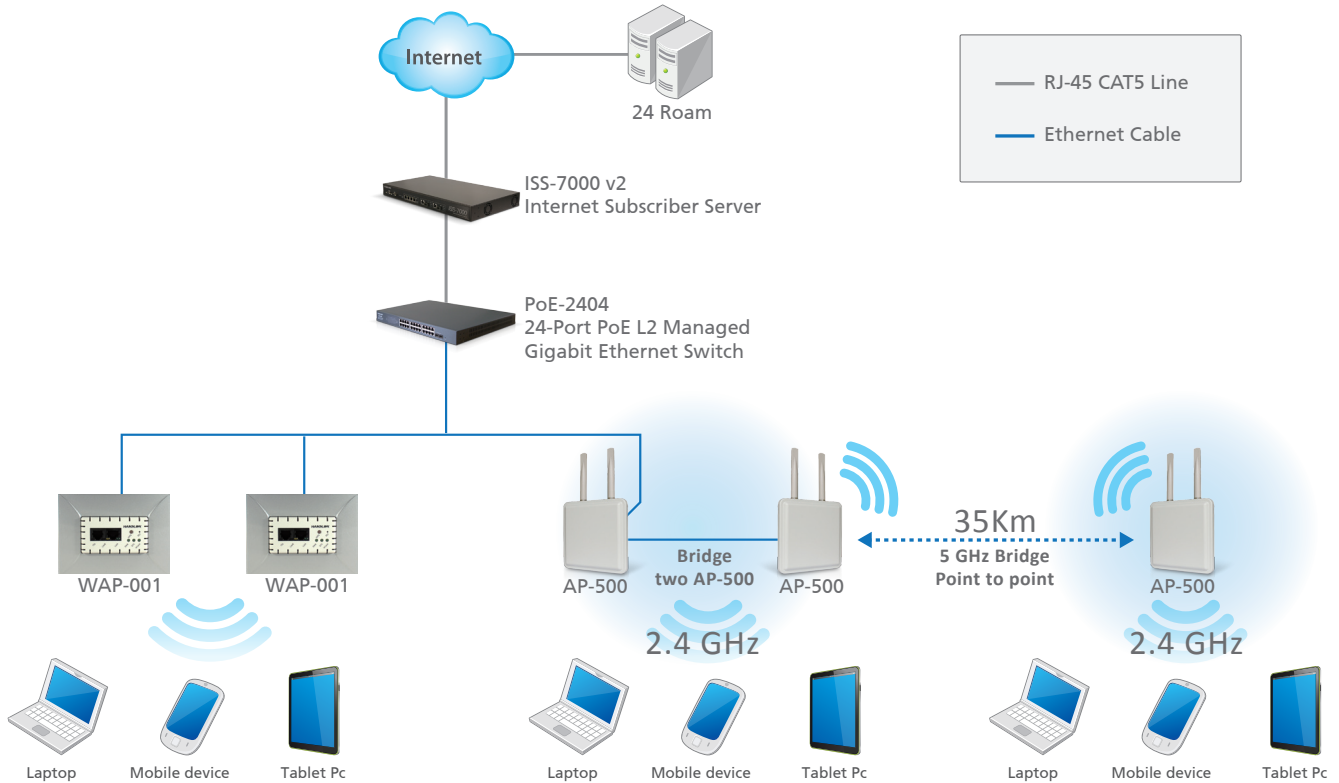 Internet
24 Roam
RJ-45 CAT5 Line
Ethernet Cable
ISS-7000 v2
Internet Subscriber Server
PoE-2404
24-Port PoE L2 Managed
Gigabit Ethernet Switch
WAP-001
WAP-001
AP-500
Bridge
two AP-500
AP-500
35Km
5 GHz Bridge
Point to point
AP-500
2.4 GHz
2.4 GHz
Laptop
Mobile device
Tablet Pc
Laptop
Mobile device
Tablet Pc
Laptop
Mobile device
Tablet Pc